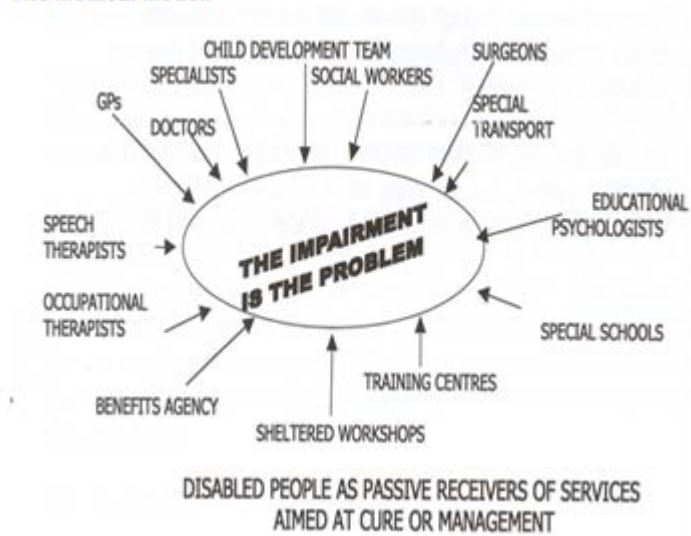 CHILD DEVELOPMENT TEAM
SURGEONS
SPECIALISTS
SOCIAL WORKERS
GPs
SPECIAL
TRANSPORT
DOCTORS
EDUCATIONAL
PSYCHOLOGISTS
SPEECH
THERAPISTS
THE IMPAIRMENT
IS THE PROBLEM
OCCUPATIONAL
THERAPISTS
SPECIAL SCHOOLS
TRAINING CENTRES
BENEFITS AGENCY
SHELTERED WORKSHOPS
DISABLED PEOPLE AS PASSIVE RECEIVERS OF SERVICES
AIMED AT CURE OR MANAGEMENT